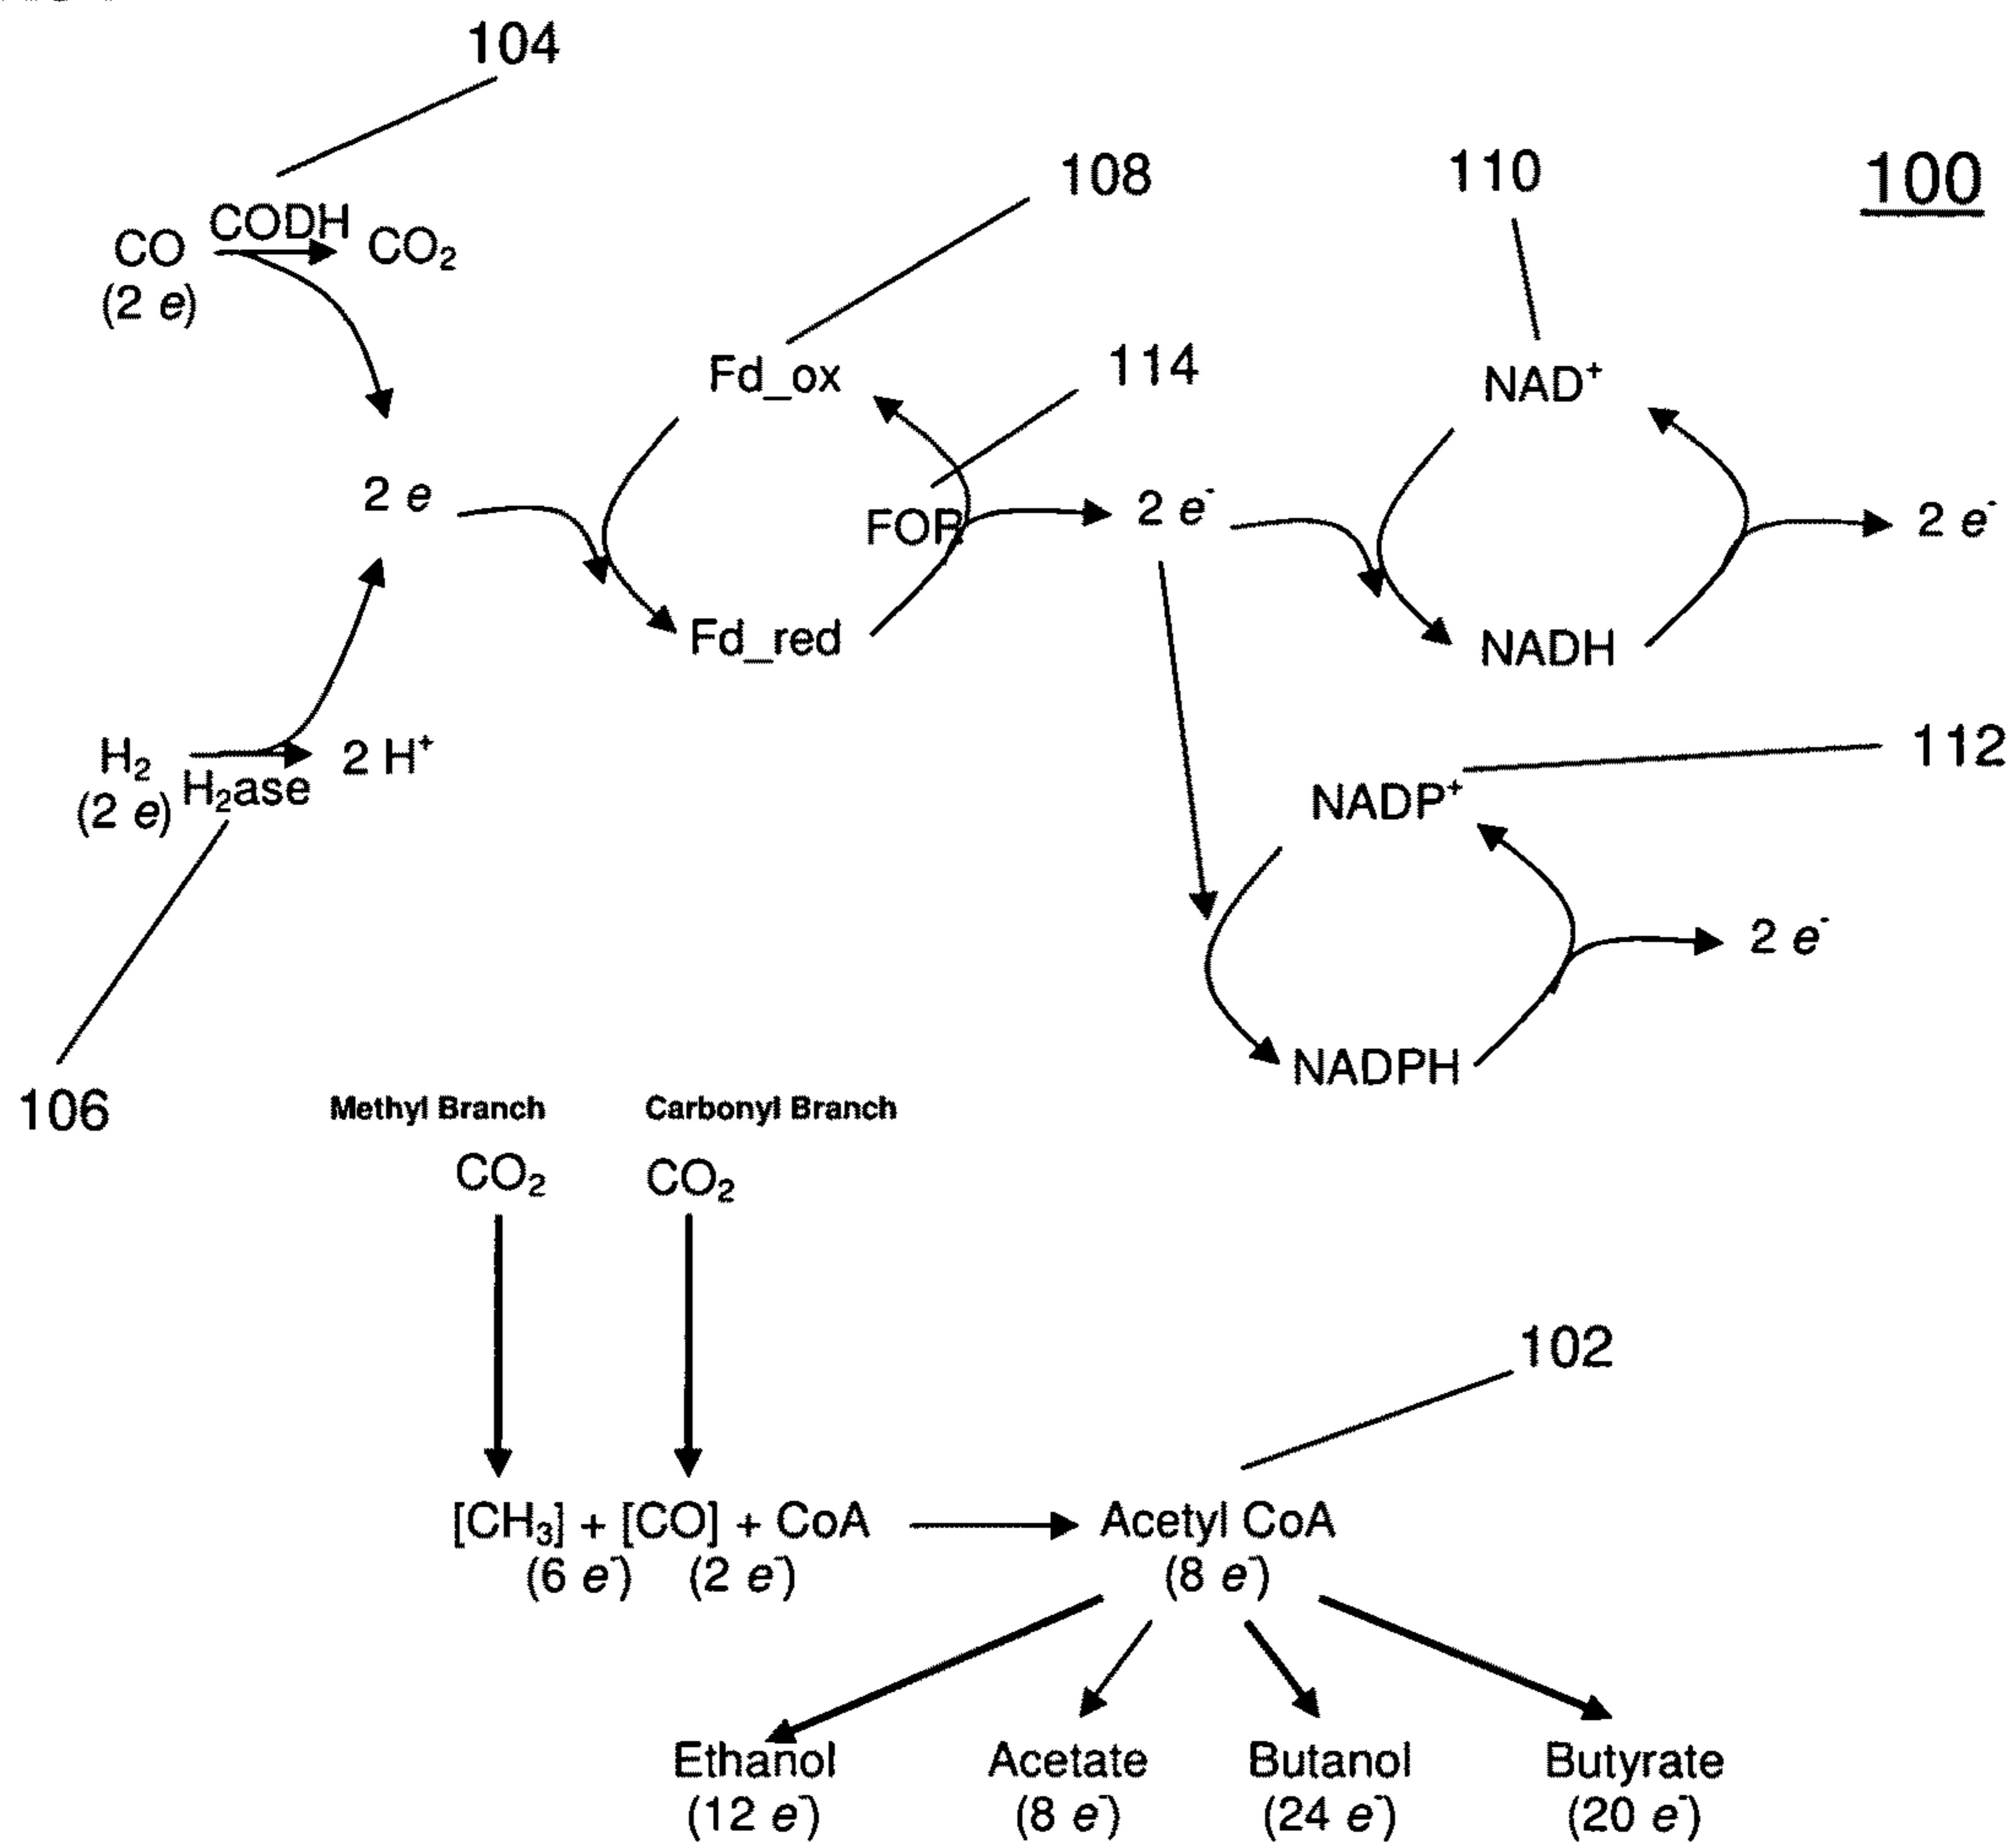 104
108
110
100
CODH
CO → CO₂
(2 e)
Fd_ox
114
NAD⁺
2 e
FOR
2 e⁻
2 e⁻
Fd_red
NADH
H₂ → 2 H⁺
(2 e) H₂ase
112
NADP⁺
2 e⁻
NADPH
106
Methyl Branch Carbonyl Branch
CO₂ CO₂
102
[CH₃] + [CO] + CoA → Acetyl CoA
(6 e⁻) (2 e⁻) (8 e⁻)
Ethanol Acetate Butanol Butyrate
(12 e⁻) (8 e⁻) (24 e⁻) (20 e⁻)